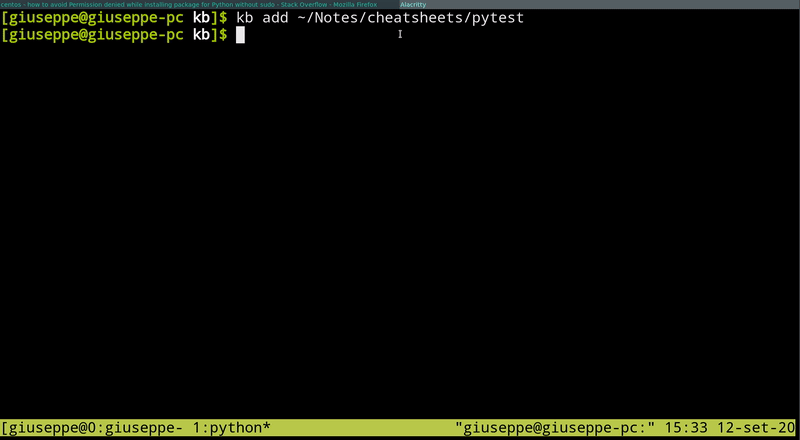 centos - how to avoid Permission denied while installing package for Python without sudo - Stack Overflow - Mozilla Firefox Alacritty
[giuseppe@giuseppe-pc kb]$ kb add ~/Notes/cheatsheets/pytest
[giuseppe@giuseppe-pc kb]$
[giuseppe@0:giuseppe- 1:python* "giuseppe@giuseppe-pc:" 15:33 12-set-20